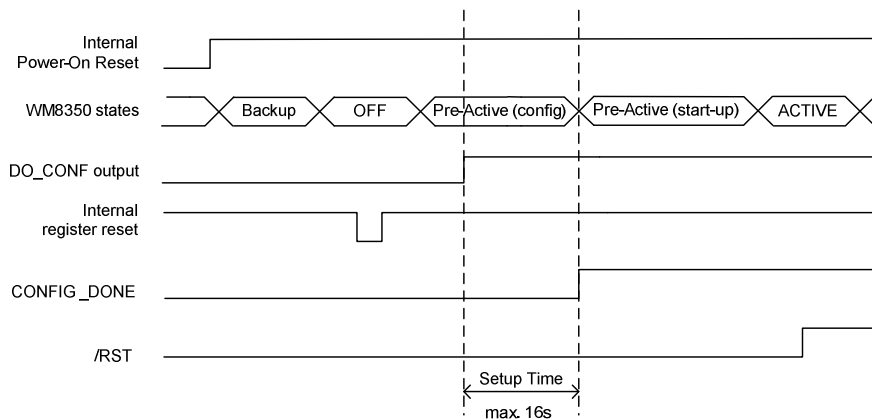 Internal
Power-On Reset
WM8350 states
Backup
OFF
Pre-Active (config)
Pre-Active (start-up)
ACTIVE
DO_CONF output
Internal
register reset
CONFIG_DONE
/RST
Setup Time
max. 16s